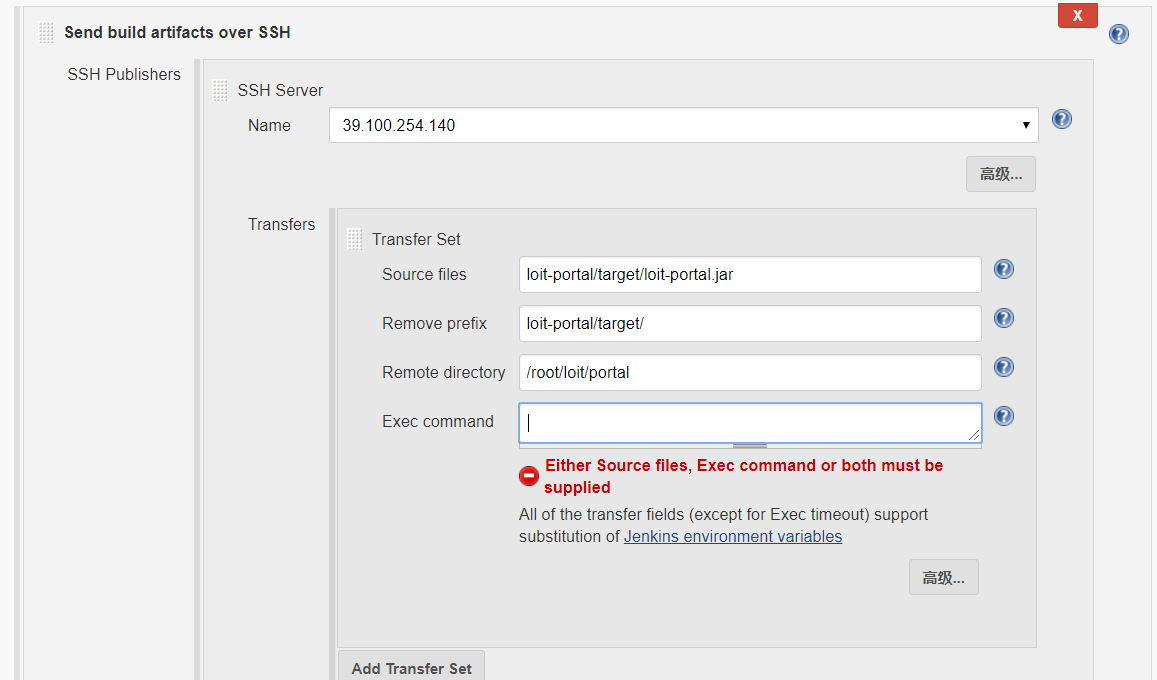 Send build artifacts over SSH
X
SSH Publishers
SSH Server
Name
39.100.254.140
高级...
Transfers
Transfer Set
Source files
loit-portal/target/loit-portal.jar
Remove prefix
loit-portal/target/
Remote directory
/root/loit/portal
Exec command
Either Source files, Exec command or both must be
supplied
All of the transfer fields (except for Exec timeout) support
substitution of Jenkins environment variables
高级...
Add Transfer Set